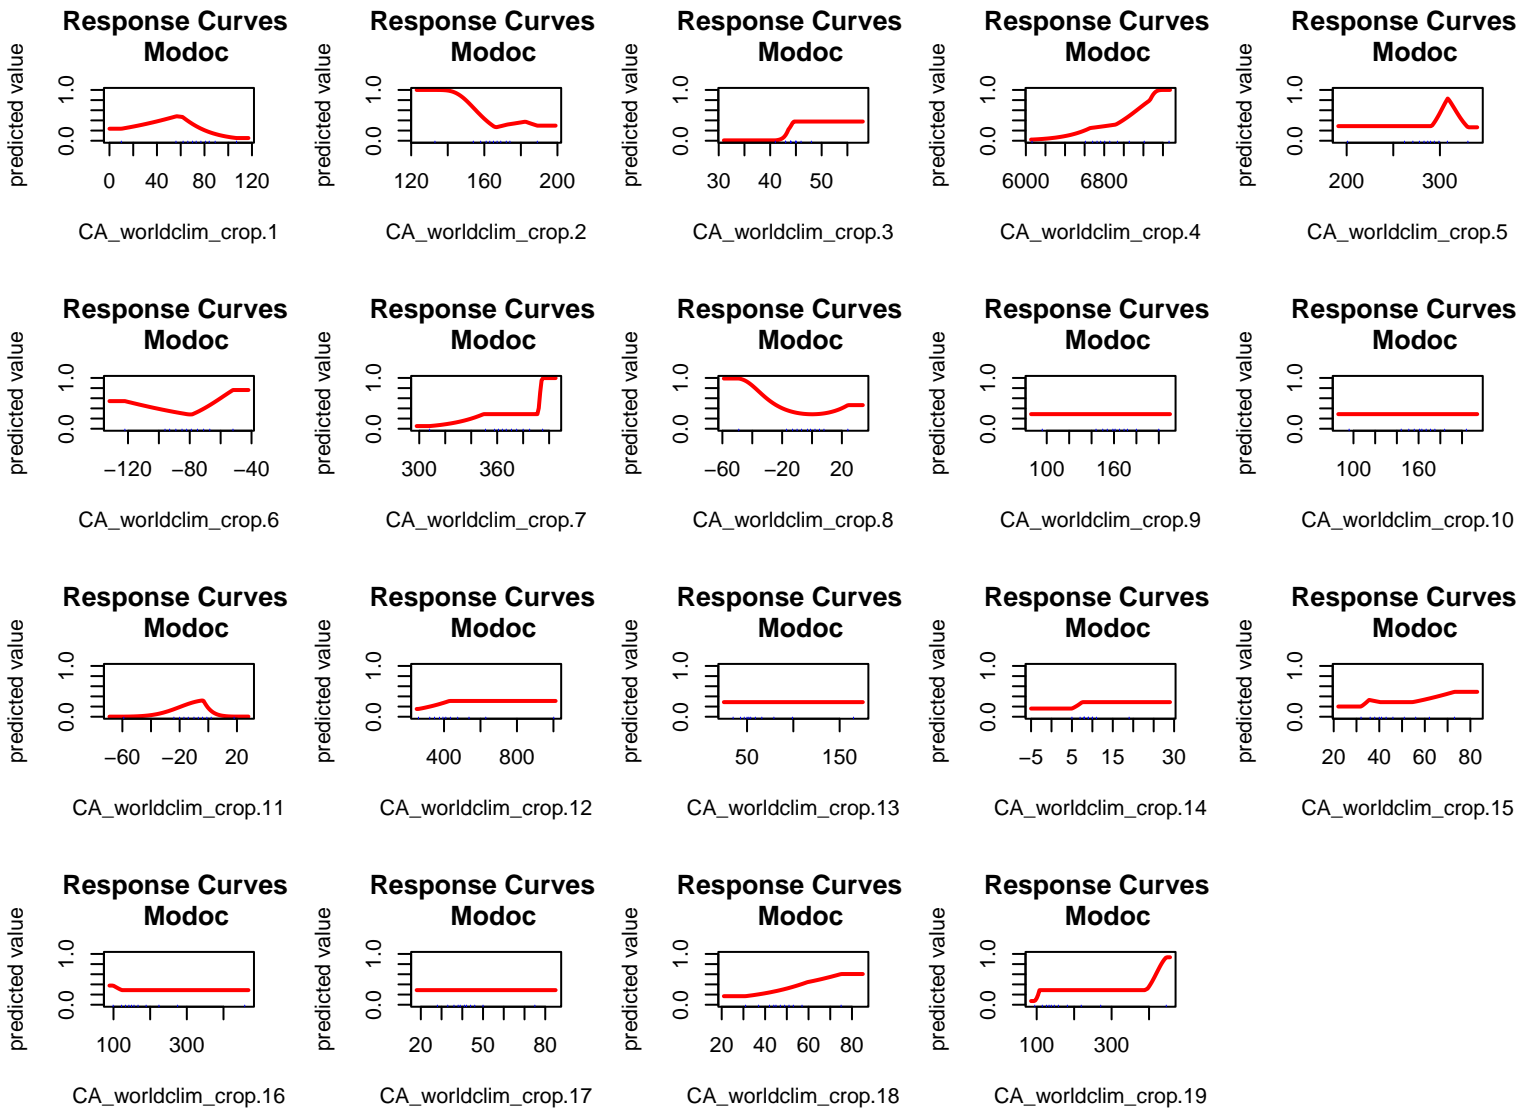 Response Curves
Modoc
predicted value
0.0 1.0
0 40 80 120
CA_worldclim_crop.1
Response Curves
Modoc
predicted value
0.0 1.0
120 160 200
CA_worldclim_crop.2
Response Curves
Modoc
predicted value
0.0 1.0
30 40 50
CA_worldclim_crop.3
Response Curves
Modoc
predicted value
0.0 1.0
6000 6800
CA_worldclim_crop.4
Response Curves
Modoc
predicted value
0.0 1.0
200 300
CA_worldclim_crop.5
Response Curves
Modoc
predicted value
0.0 1.0
−120 −80 −40
CA_worldclim_crop.6
Response Curves
Modoc
predicted value
0.0 1.0
300 360
CA_worldclim_crop.7
Response Curves
Modoc
predicted value
0.0 1.0
−60 −20 20
CA_worldclim_crop.8
Response Curves
Modoc
predicted value
0.0 1.0
100 160
CA_worldclim_crop.9
Response Curves
Modoc
predicted value
0.0 1.0
100 160
CA_worldclim_crop.10
Response Curves
Modoc
predicted value
0.0 1.0
−60 −20 20
CA_worldclim_crop.11
Response Curves
Modoc
predicted value
0.0 1.0
400 800
CA_worldclim_crop.12
Response Curves
Modoc
predicted value
0.0 1.0
50 150
CA_worldclim_crop.13
Response Curves
Modoc
predicted value
0.0 1.0
−5 5 15 30
CA_worldclim_crop.14
Response Curves
Modoc
predicted value
0.0 1.0
20 40 60 80
CA_worldclim_crop.15
Response Curves
Modoc
predicted value
0.0 1.0
100 300
CA_worldclim_crop.16
Response Curves
Modoc
predicted value
0.0 1.0
20 50 80
CA_worldclim_crop.17
Response Curves
Modoc
predicted value
0.0 1.0
20 40 60 80
CA_worldclim_crop.18
Response Curves
Modoc
predicted value
0.0 1.0
100 300
CA_worldclim_crop.19